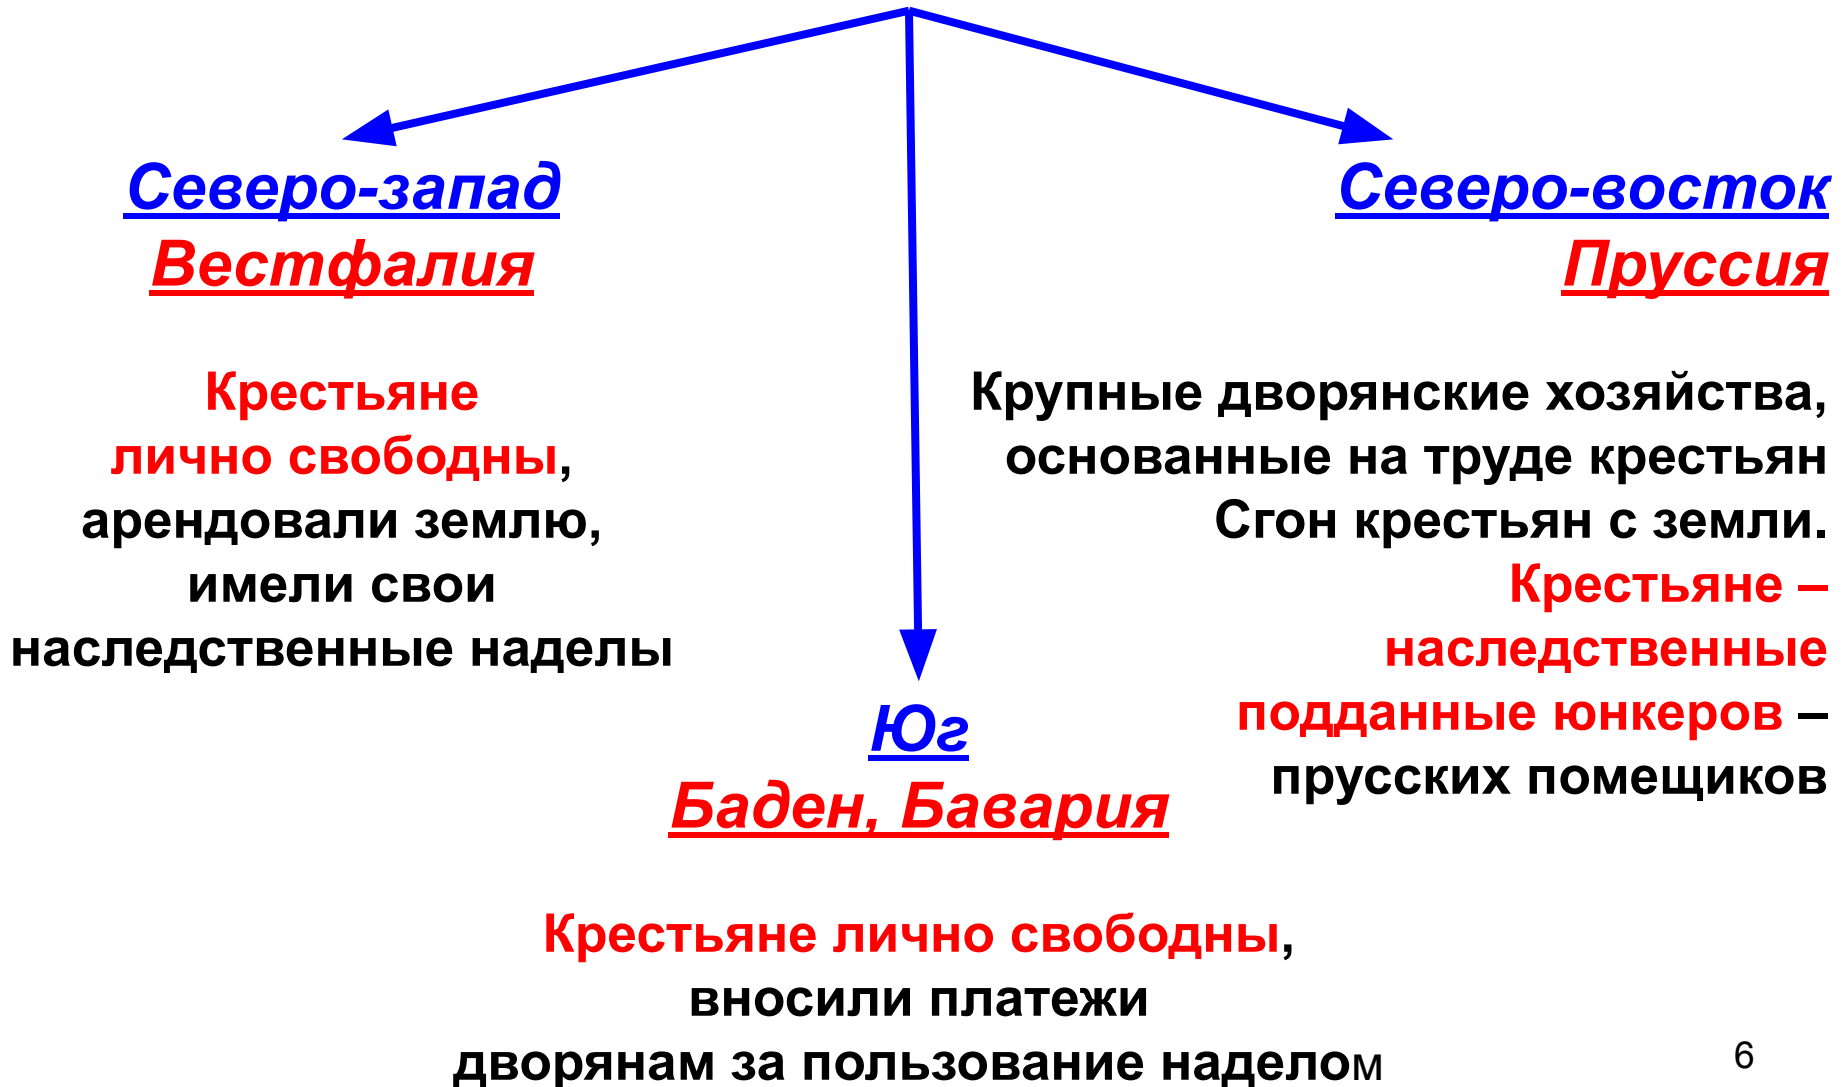 Северо-запад
Вестфалия
Крестьяне
лично свободны,
арендовали землю,
имели свои
наследственные наделы
Северо-восток
Пруссия
Крупные дворянские хозяйства,
основанные на труде крестьян
Сгон крестьян с земли.
Крестьяне –
наследственные
подданные юнкеров –
прусских помещиков
Юг
Баден, Бавария
Крестьяне лично свободны,
вносили платежи
дворянам за пользование наделом
6